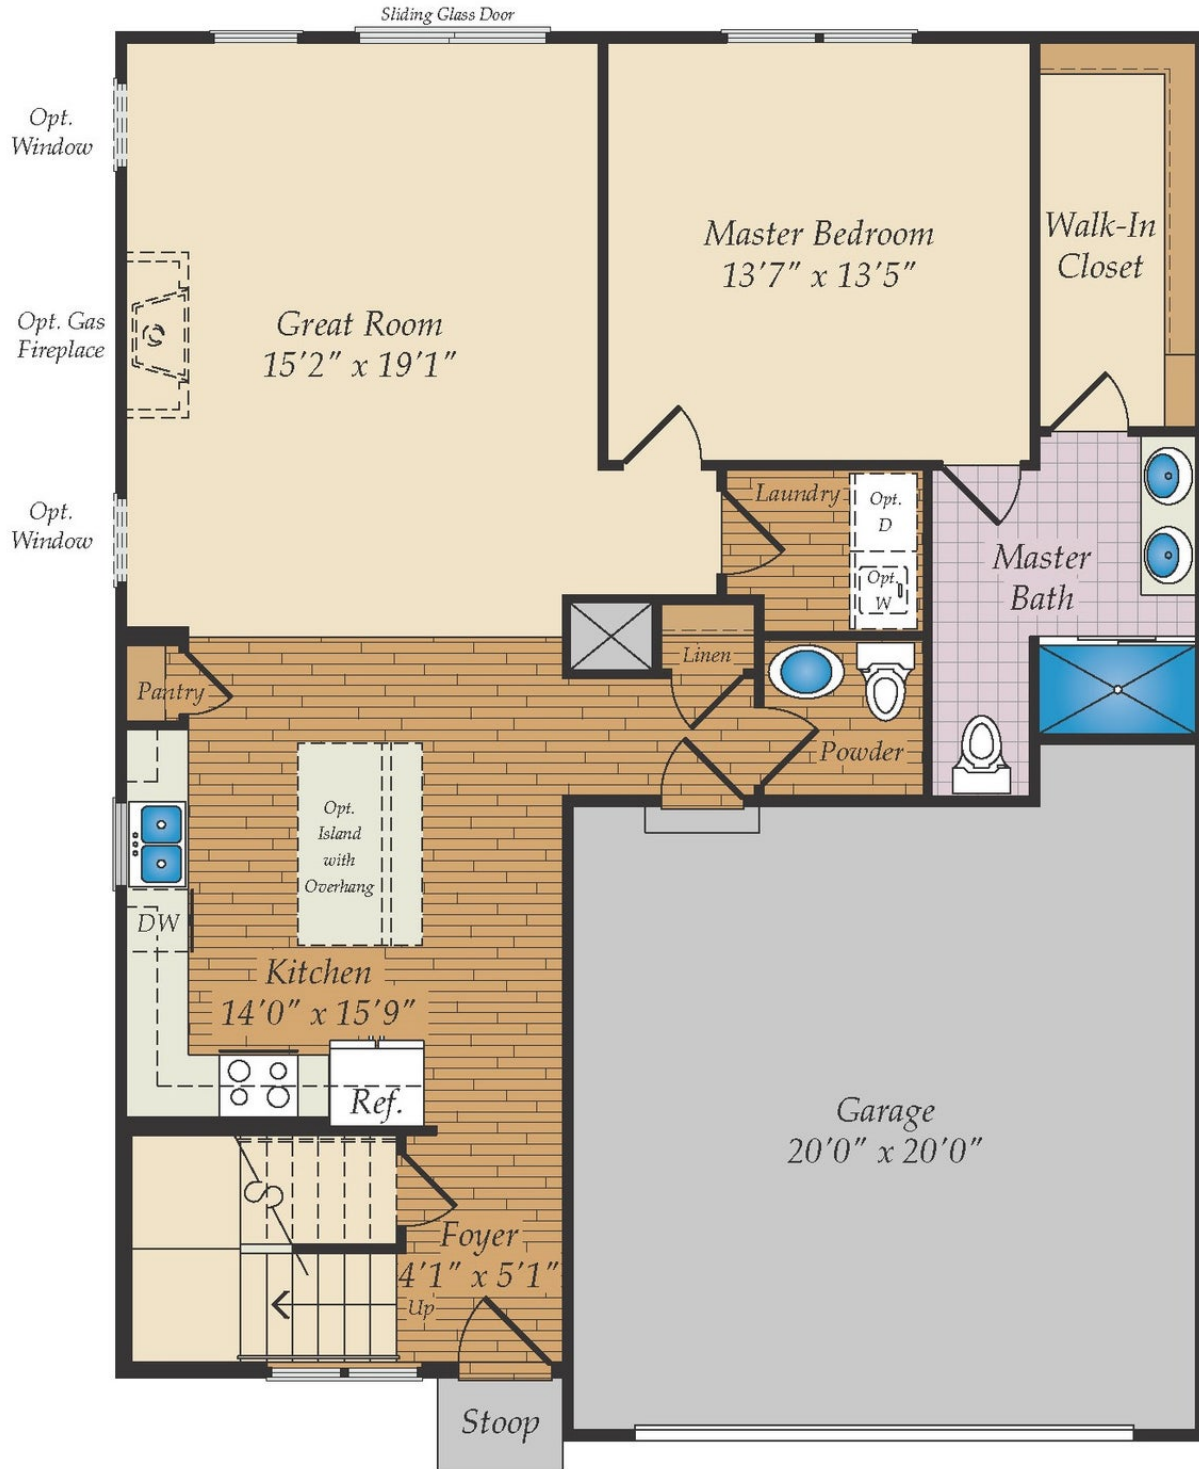 Sliding Glass Door
Opt.
Window
Opt. Gas
Fireplace
Opt.
Window
Great Room
15'2" x 19'1"
Master Bedroom
13'7" x 13'5"
Walk-In
Closet
Laundry
Opt.
D
Opt.
W
Master
Bath
Linen
Pantry
Powder
Opt.
Island
with
Overhang
DW
Kitchen
14'0" x 15'9"
Ref.
Garage
20'0" x 20'0"
Foyer
4'1" x 5'1"
Up
Stoop